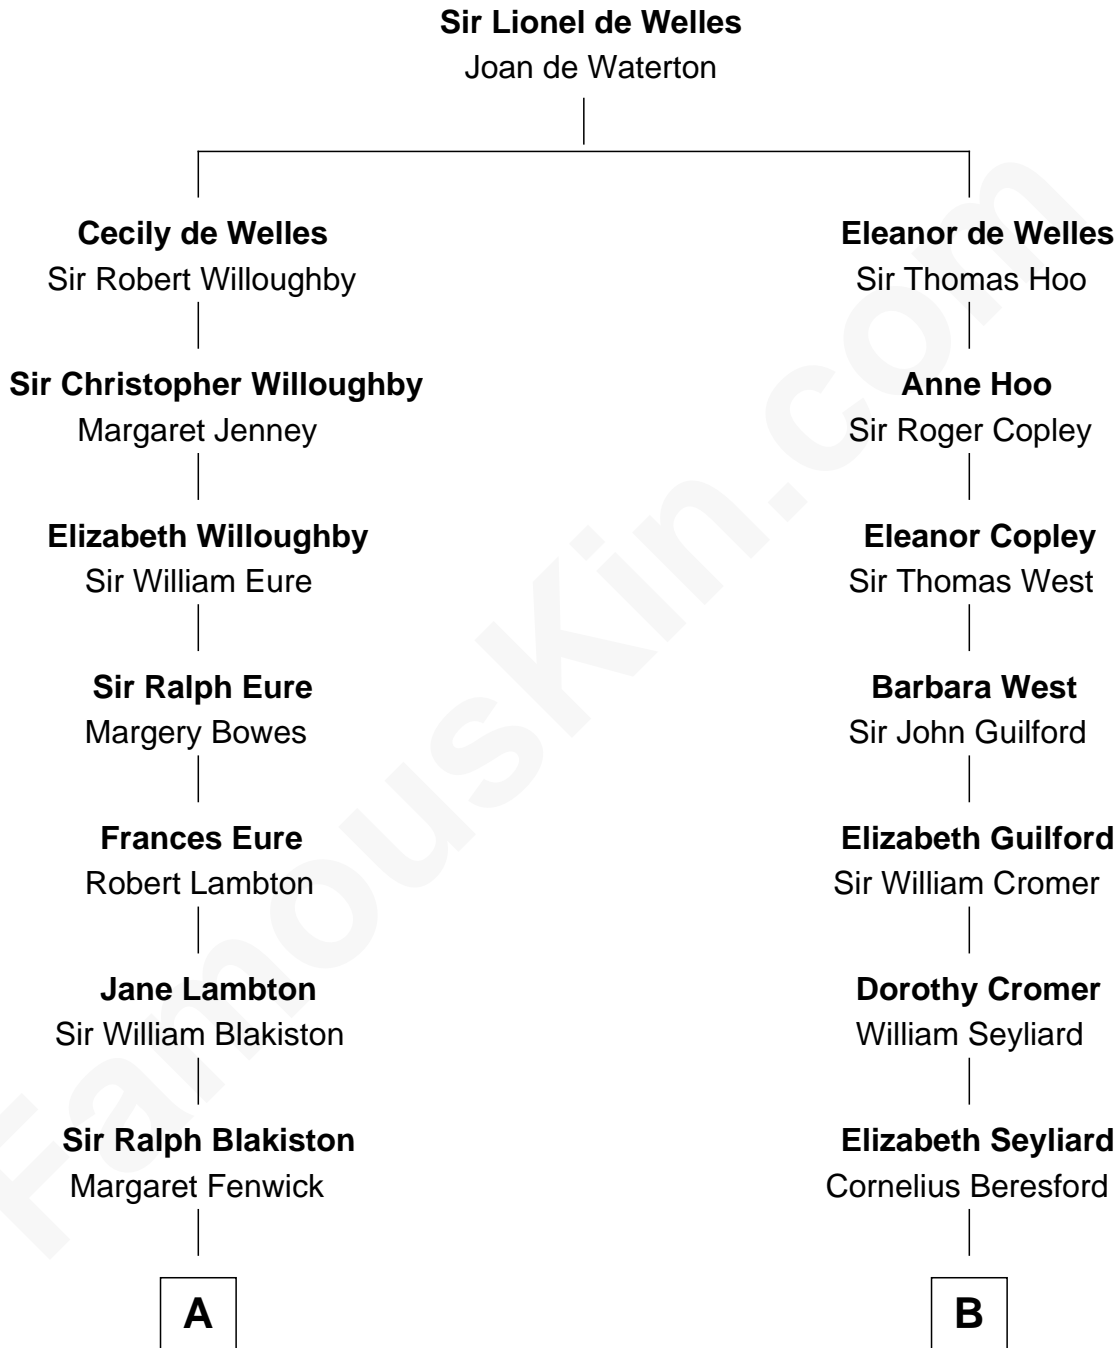 Sir Lionel de Welles
Joan de Waterton
Cecily de Welles
Sir Robert Willoughby
Eleanor de Welles
Sir Thomas Hoo
Sir Christopher Willoughby
Margaret Jenney
Anne Hoo
Sir Roger Copley
Elizabeth Willoughby
Sir William Eure
Eleanor Copley
Sir Thomas West
Sir Ralph Eure
Margery Bowes
Barbara West
Sir John Guilford
Frances Eure
Robert Lambton
Elizabeth Guilford
Sir William Cromer
Jane Lambton
Sir William Blakiston
Dorothy Cromer
William Seyliard
Sir Ralph Blakiston
Margaret Fenwick
Elizabeth Seyliard
Cornelius Beresford
A
B
FamousKin.com